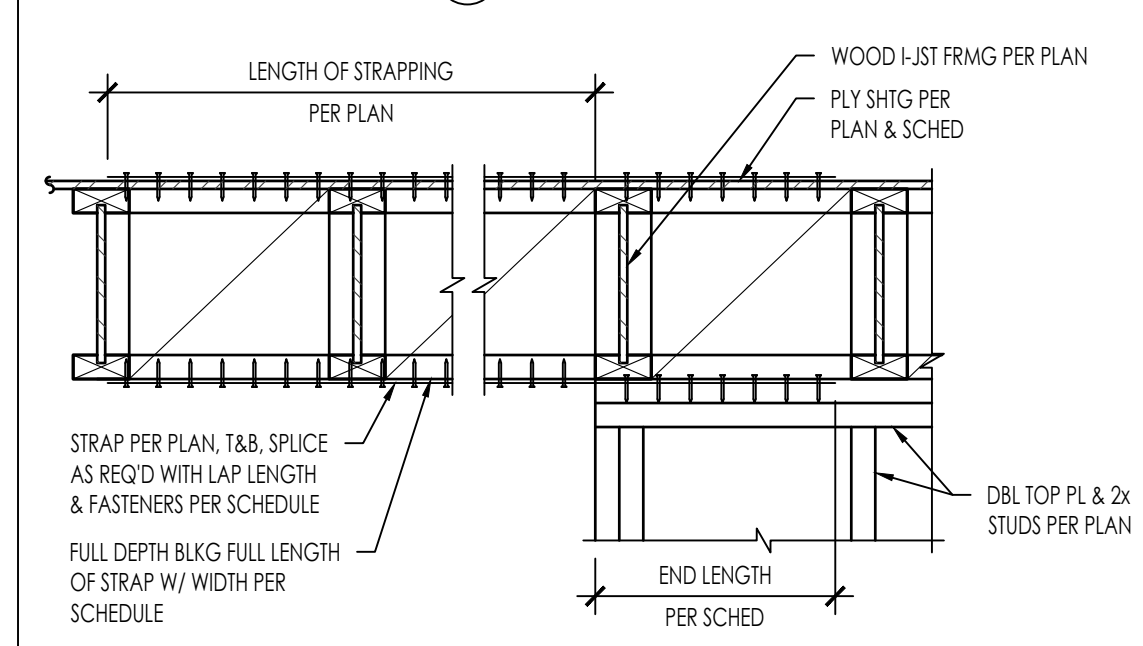 LENGTH OF STRAPPING
PER PLAN
WOOD I-JST FRMG PER PLAN
PLY SHTG PER
PLAN & SCHED
STRAP PER PLAN, T&B, SPLICE
AS REQ'D WITH LAP LENGTH
& FASTENERS PER SCHEDULE
FULL DEPTH BLKG FULL LENGTH
OF STRAP W/ WIDTH PER
SCHEDULE
END LENGTH
PER SCHED
DBL TOP PL & 2x
STUDS PER PLAN